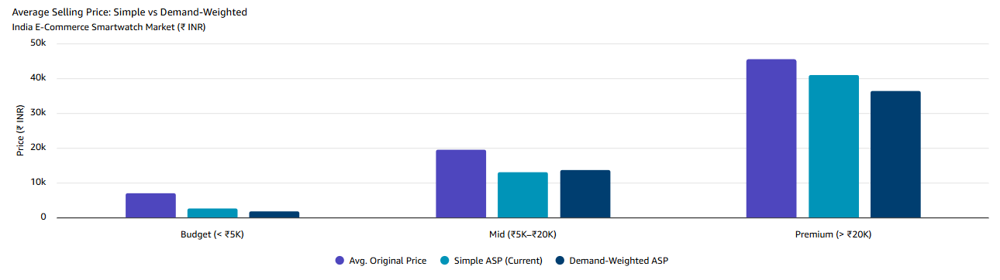 Average Selling Price: Simple vs Demand-Weighted
India E-Commerce Smartwatch Market (₹ INR)
Price (₹ INR)
50k
40k
30k
20k
10k
0
Budget (< ₹5K)
Mid (₹5K–₹20K)
Premium (> ₹20K)
Avg. Original Price
Simple ASP (Current)
Demand-Weighted ASP